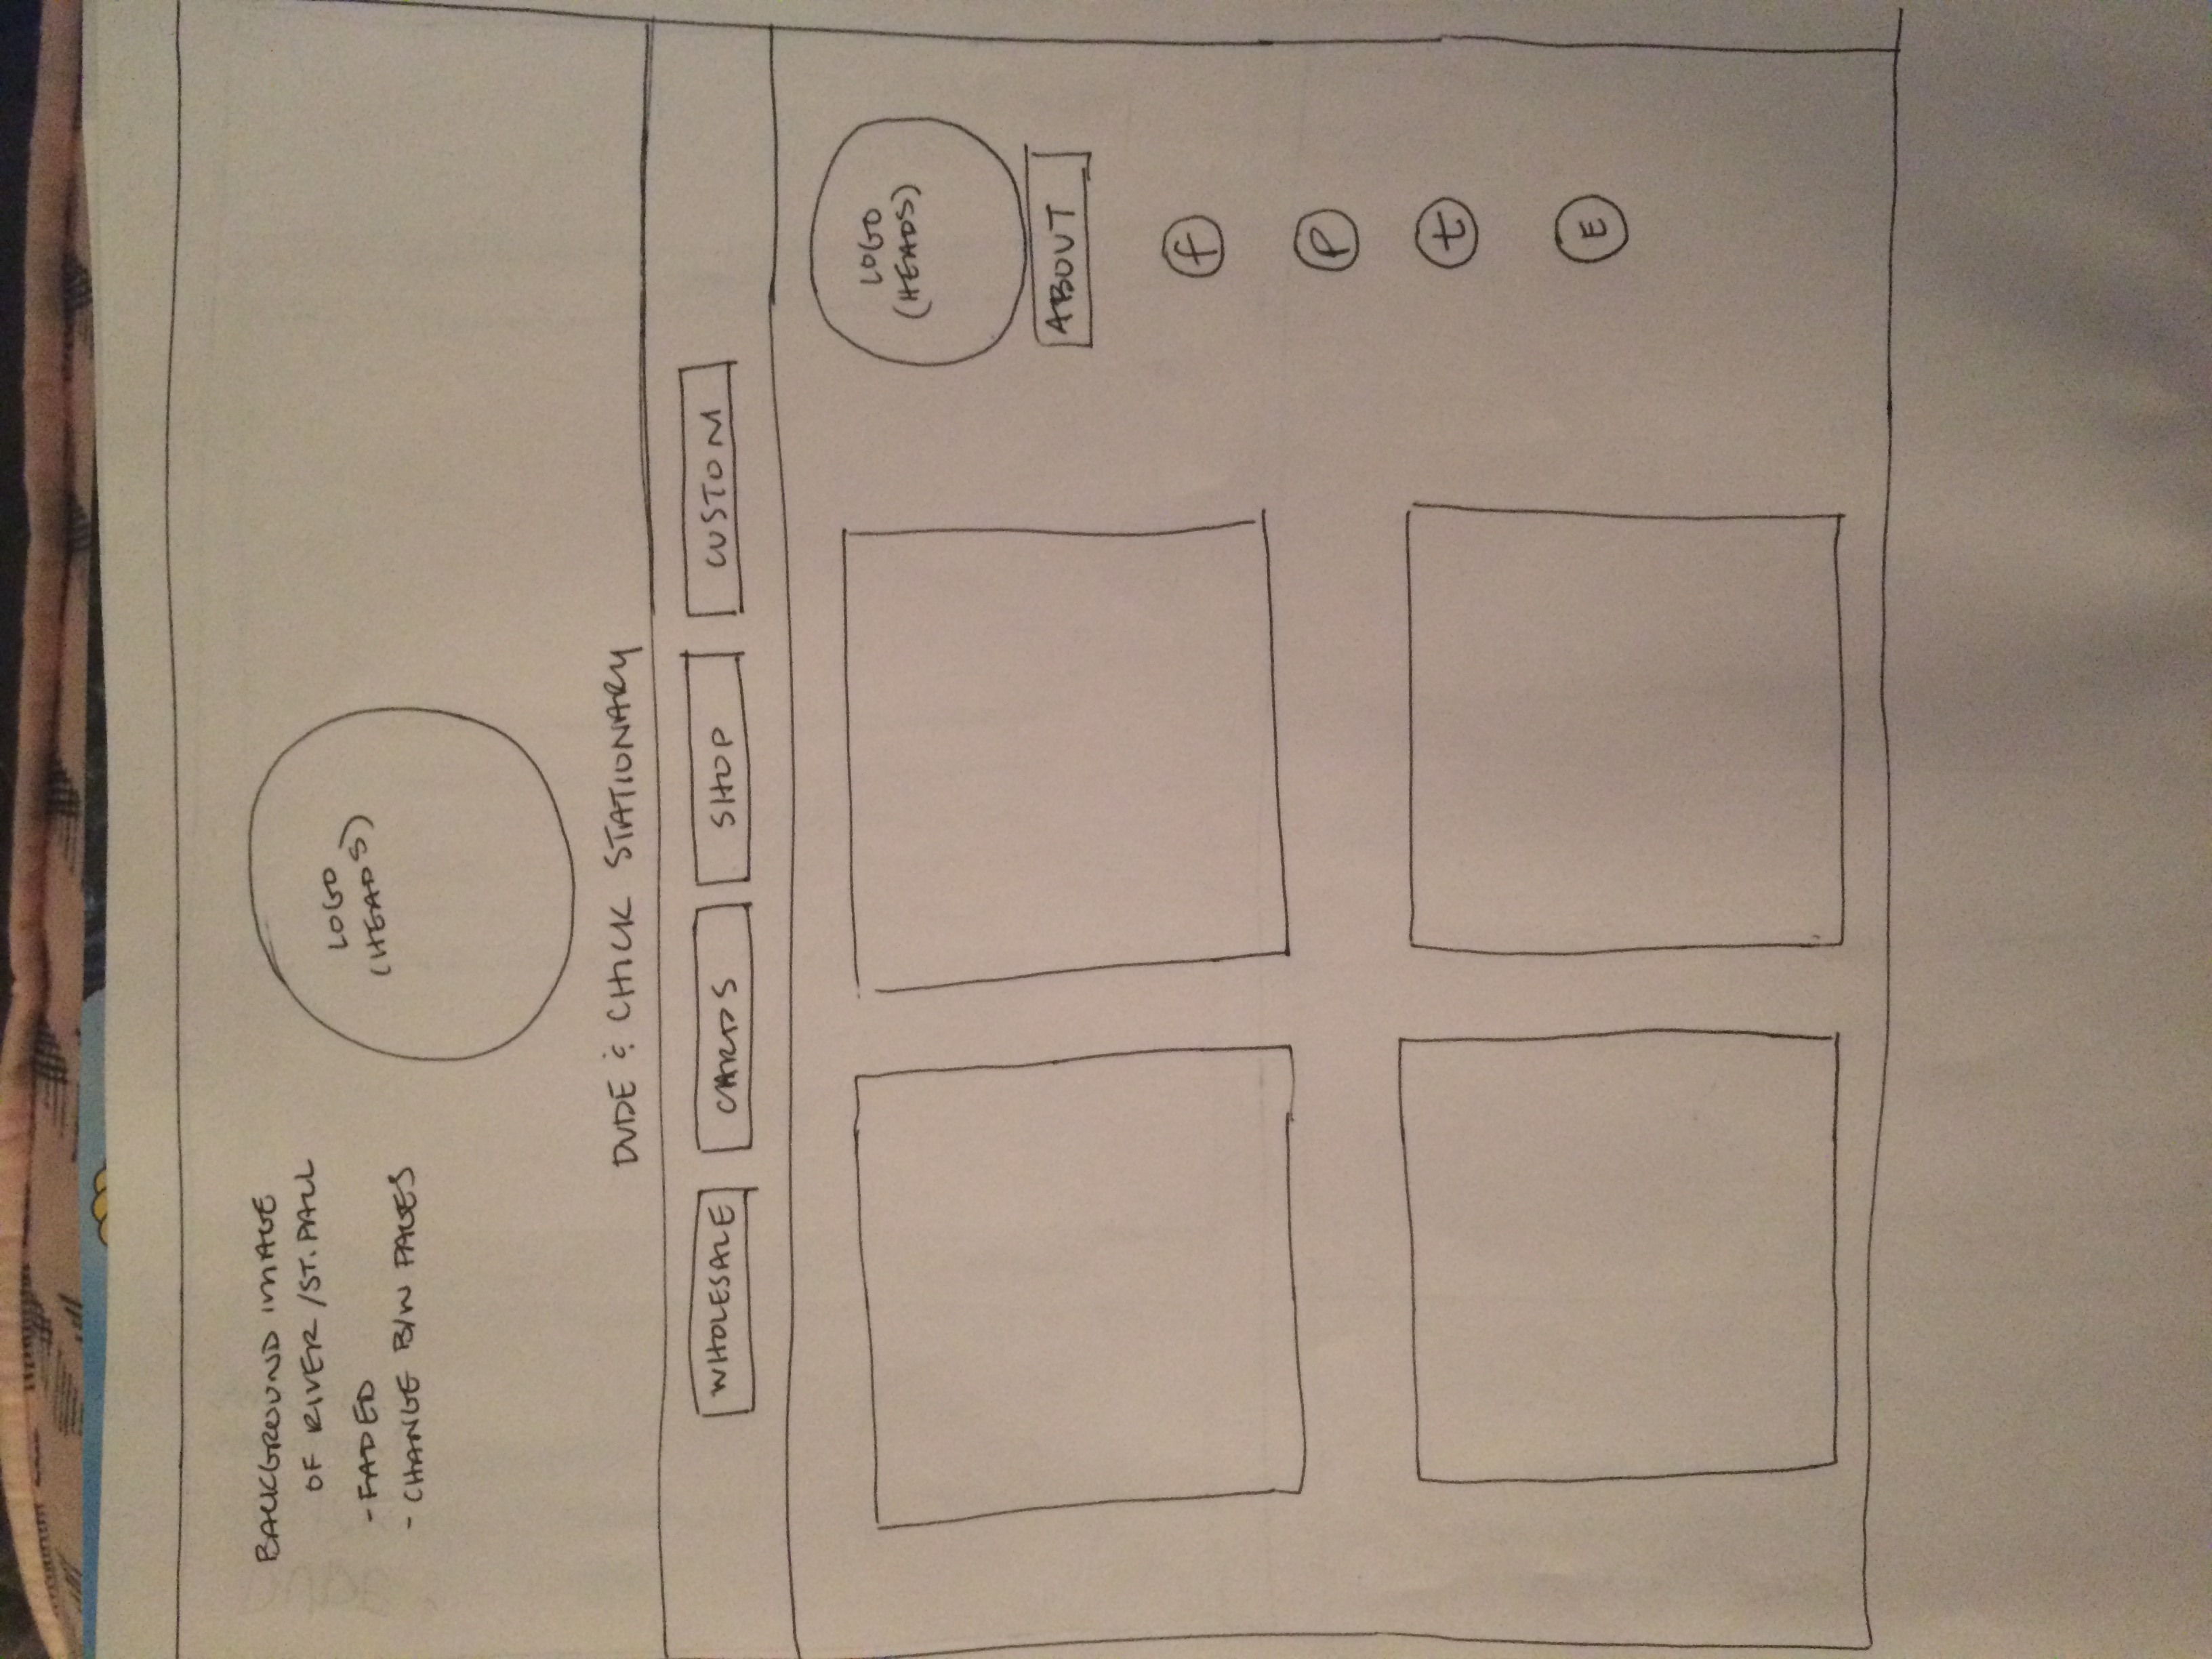 BACKGROUND IMAGE
OF RIVER / ST. PAUL
- FADED
- CHANGE B/W PAGES
LOGO
(HEADS)
DUDE & CHICK STATIONARY
WHOLESALE
CARDS
SHOP
CUSTOM
LOGO
(HEADS)
ABOUT
f
P
t
E